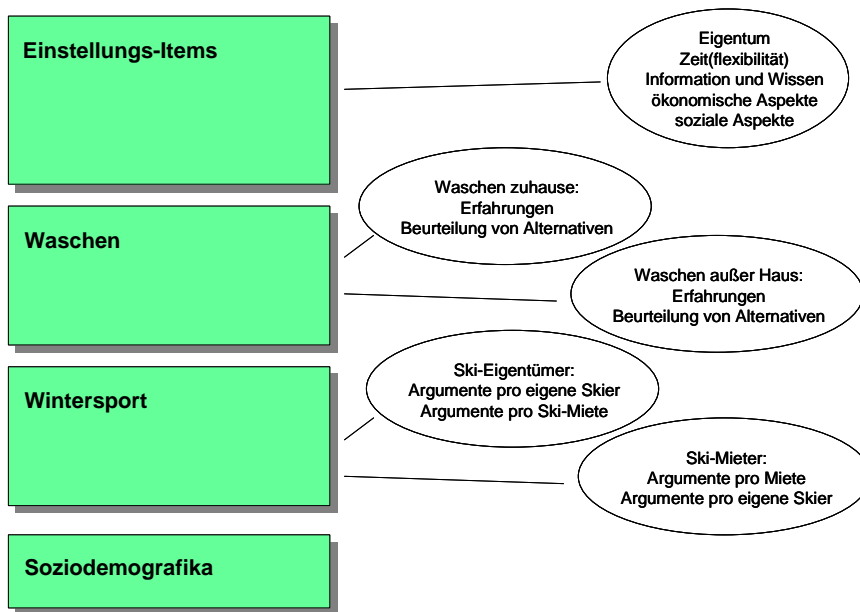 Einstellungs-Items
Eigentum
Zeit(flexibilität)
Information und Wissen
ökonomische Aspekte
soziale Aspekte
Waschen
Waschen zuhause:
Erfahrungen
Beurteilung von Alternativen
Waschen außer Haus:
Erfahrungen
Beurteilung von Alternativen
Wintersport
Ski-Eigentümer:
Argumente pro eigene Skier
Argumente pro Ski-Miete
Ski-Mieter:
Argumente pro Miete
Argumente pro eigene Skier
Soziodemografika